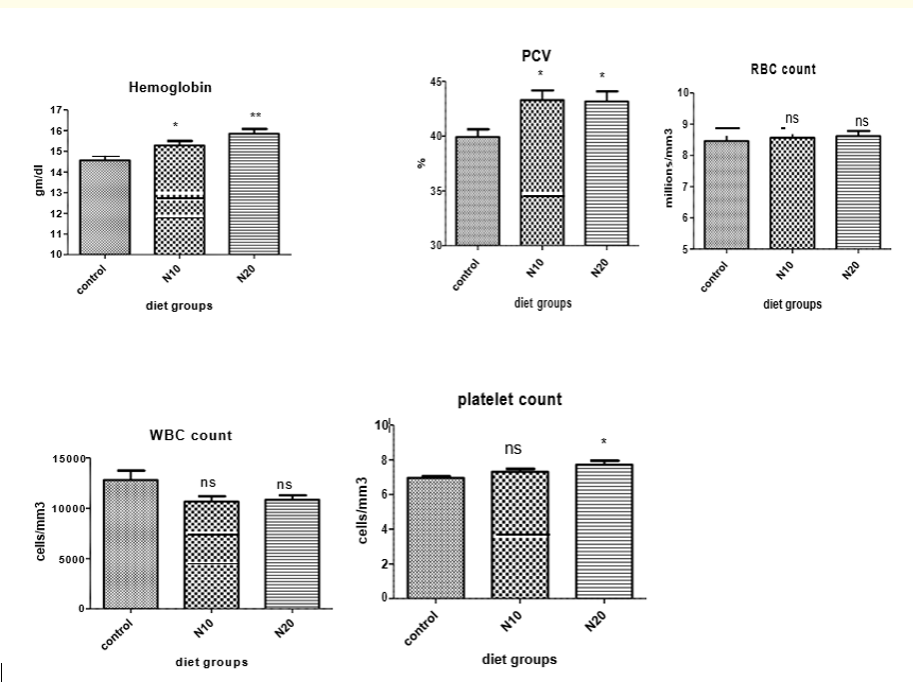 Hemoglobin
gm/dl
17
16
15
14
13
12
11
10
*
**
control
N10
N20
diet groups
PCV
%
45
40
35
30
*
*
control
N10
N20
diet groups
RBC count
millions/mm3
10
9
8
7
6
5
ns
ns
control
N10
N20
diet groups
WBC count
cells/mm3
15000
10000
5000
0
ns
ns
control
N10
N20
diet groups
platelet count
cells/mm3
10
8
6
4
2
0
ns
*
control
N10
N20
diet groups